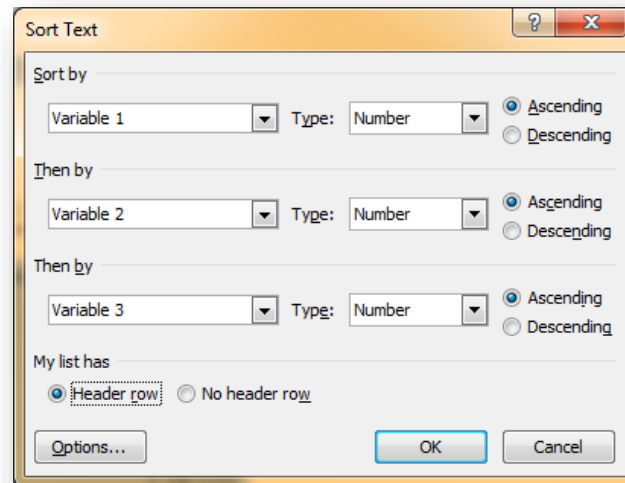 Sort Text
Sort by
Variable 1 Type: Number Ascending
Descending
Then by
Variable 2 Type: Number Ascending
Descending
Then by
Variable 3 Type: Number Ascending
Descending
My list has
Header row No header row
Options... OK Cancel